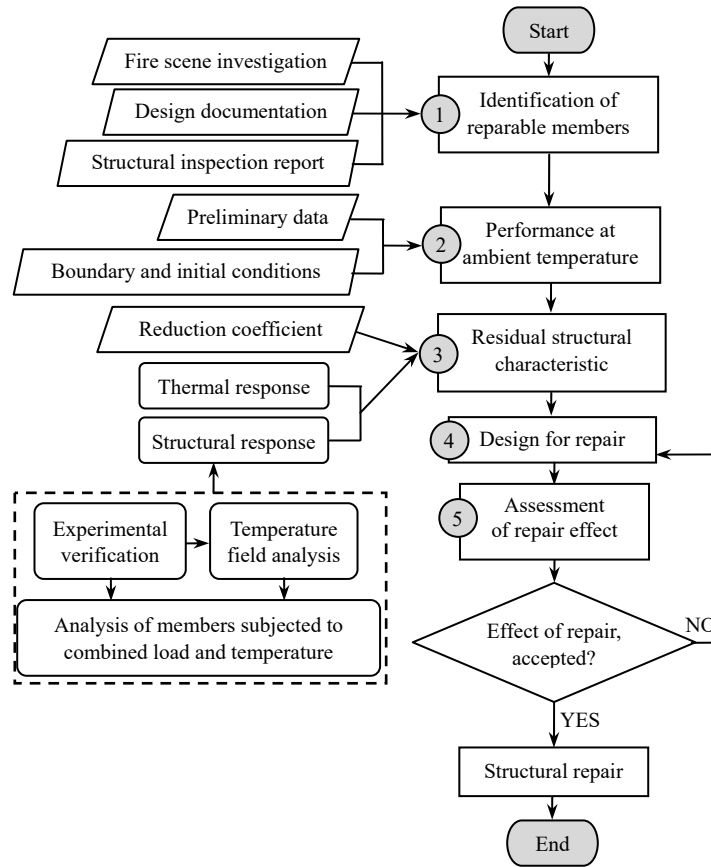 Start
Fire scene investigation
Design documentation
Structural inspection report
1
Identification of
reparable members
Preliminary data
Boundary and initial conditions
2
Performance at
ambient temperature
Reduction coefficient
Thermal response
Structural response
3
Residual structural
characteristic
4
Design for repair
Experimental
verification
Temperature
field analysis
Analysis of members subjected to
combined load and temperature
5
Assessment
of repair effect
Effect of repair,
accepted?
NO
YES
Structural repair
End